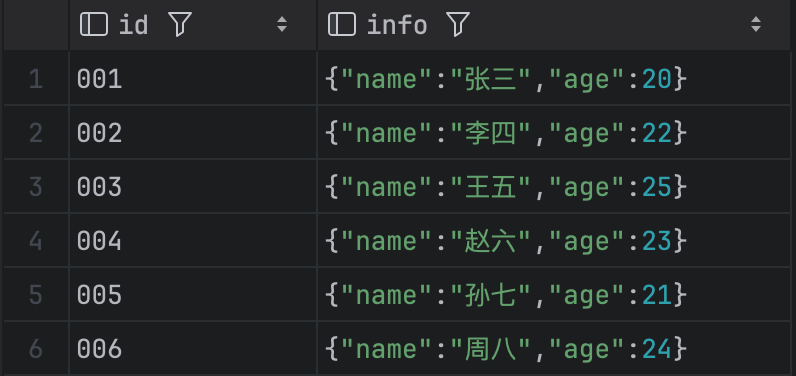 id info
1 001 {"name":"张三","age":20}
2 002 {"name":"李四","age":22}
3 003 {"name":"王五","age":25}
4 004 {"name":"赵六","age":23}
5 005 {"name":"孙七","age":21}
6 006 {"name":"周八","age":24}